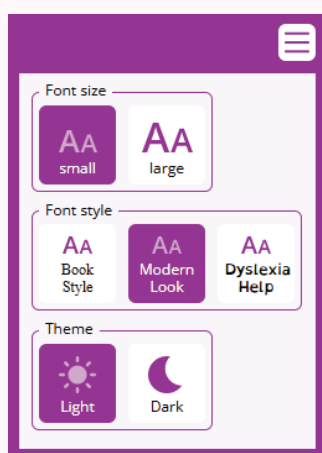 Font size
AA AA
small large
Font style
AA AA AA
Book Modern Dyslexia
Style Look Help
Theme
Light Dark